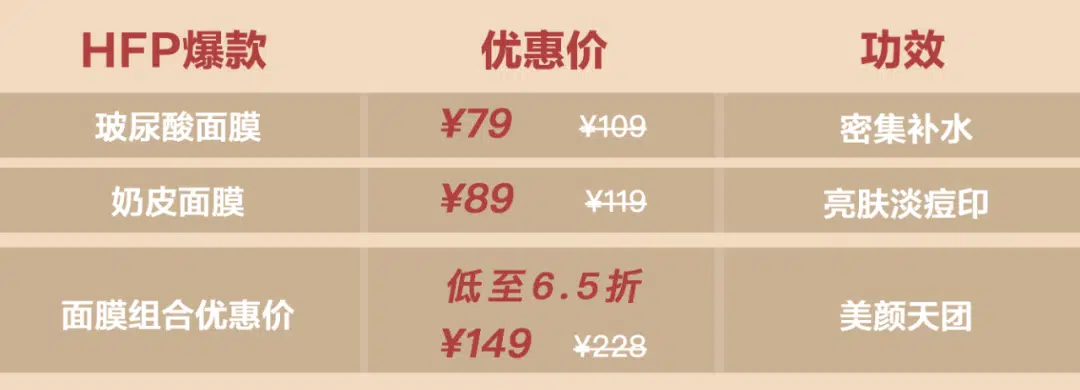 HFP爆款 优惠价 功效
玻尿酸面膜 ¥79 ¥109 密集补水
奶皮面膜 ¥89 ¥119 亮肤淡痘印
低至6.5折
面膜组合优惠价 美颜天团
¥149 ¥228